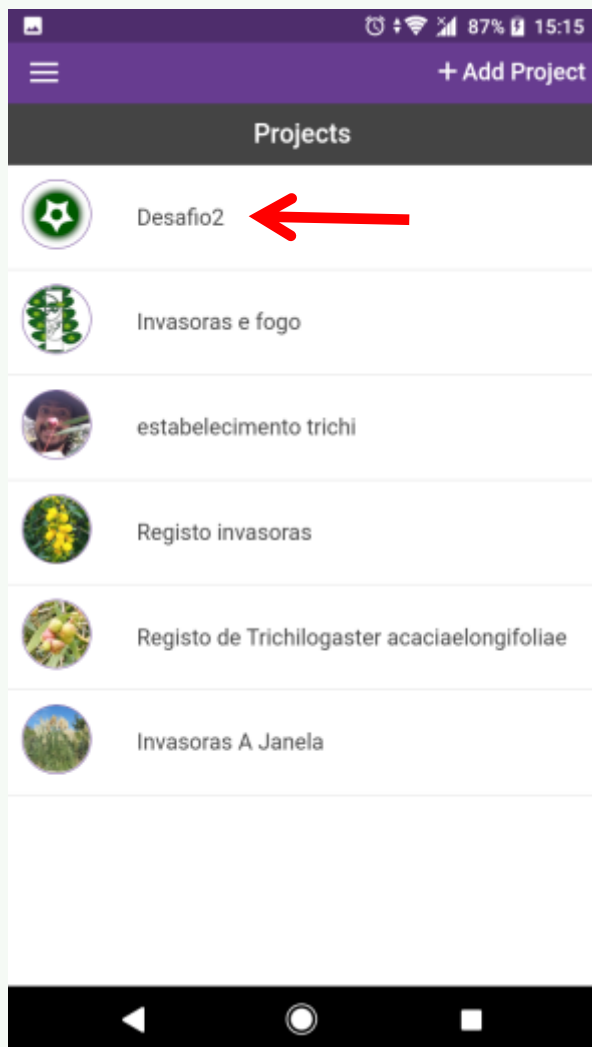 87% 15:15
+ Add Project
Projects
Desafio2
Invasoras e fogo
estabelecimento trichi
Registo invasoras
Registo de Trichilogaster acaciaelongifoliae
Invasoras A Janela